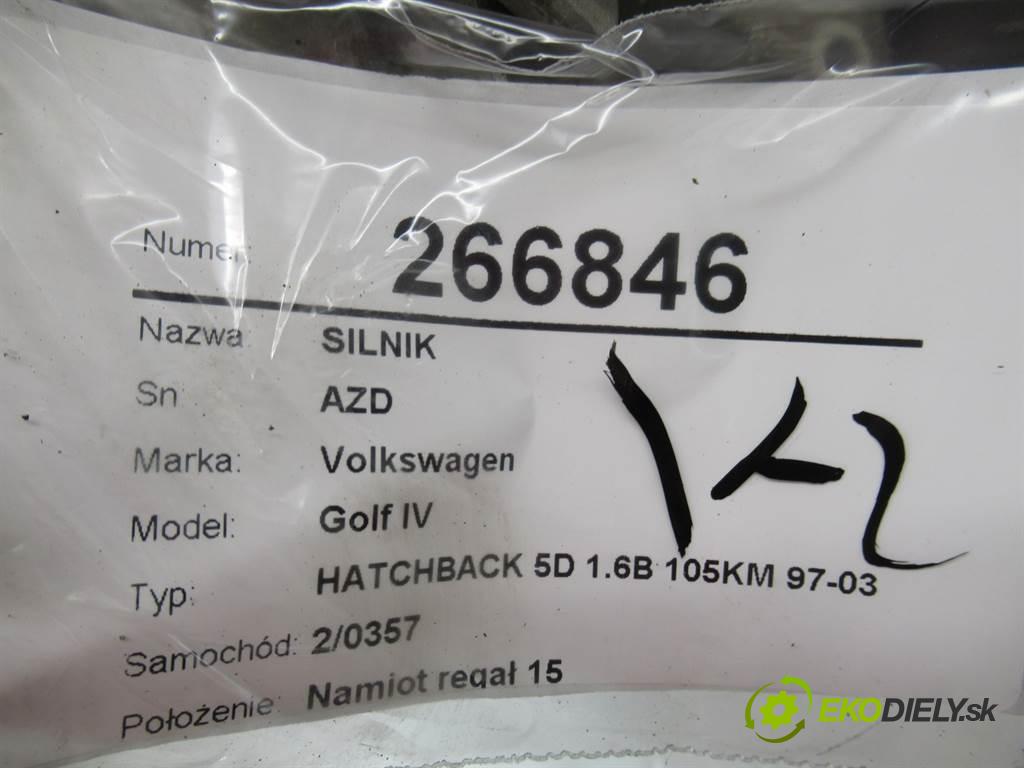 Numer: 266846
Nazwa: SILNIK
Sn AZD
Marka: Volkswagen
Model: Golf IV
Typ: HATCHBACK 5D 1.6B 105KM 97-03
Samochód: 2/0357
Położenie: Namiot regał 15
EKODIELY.sk